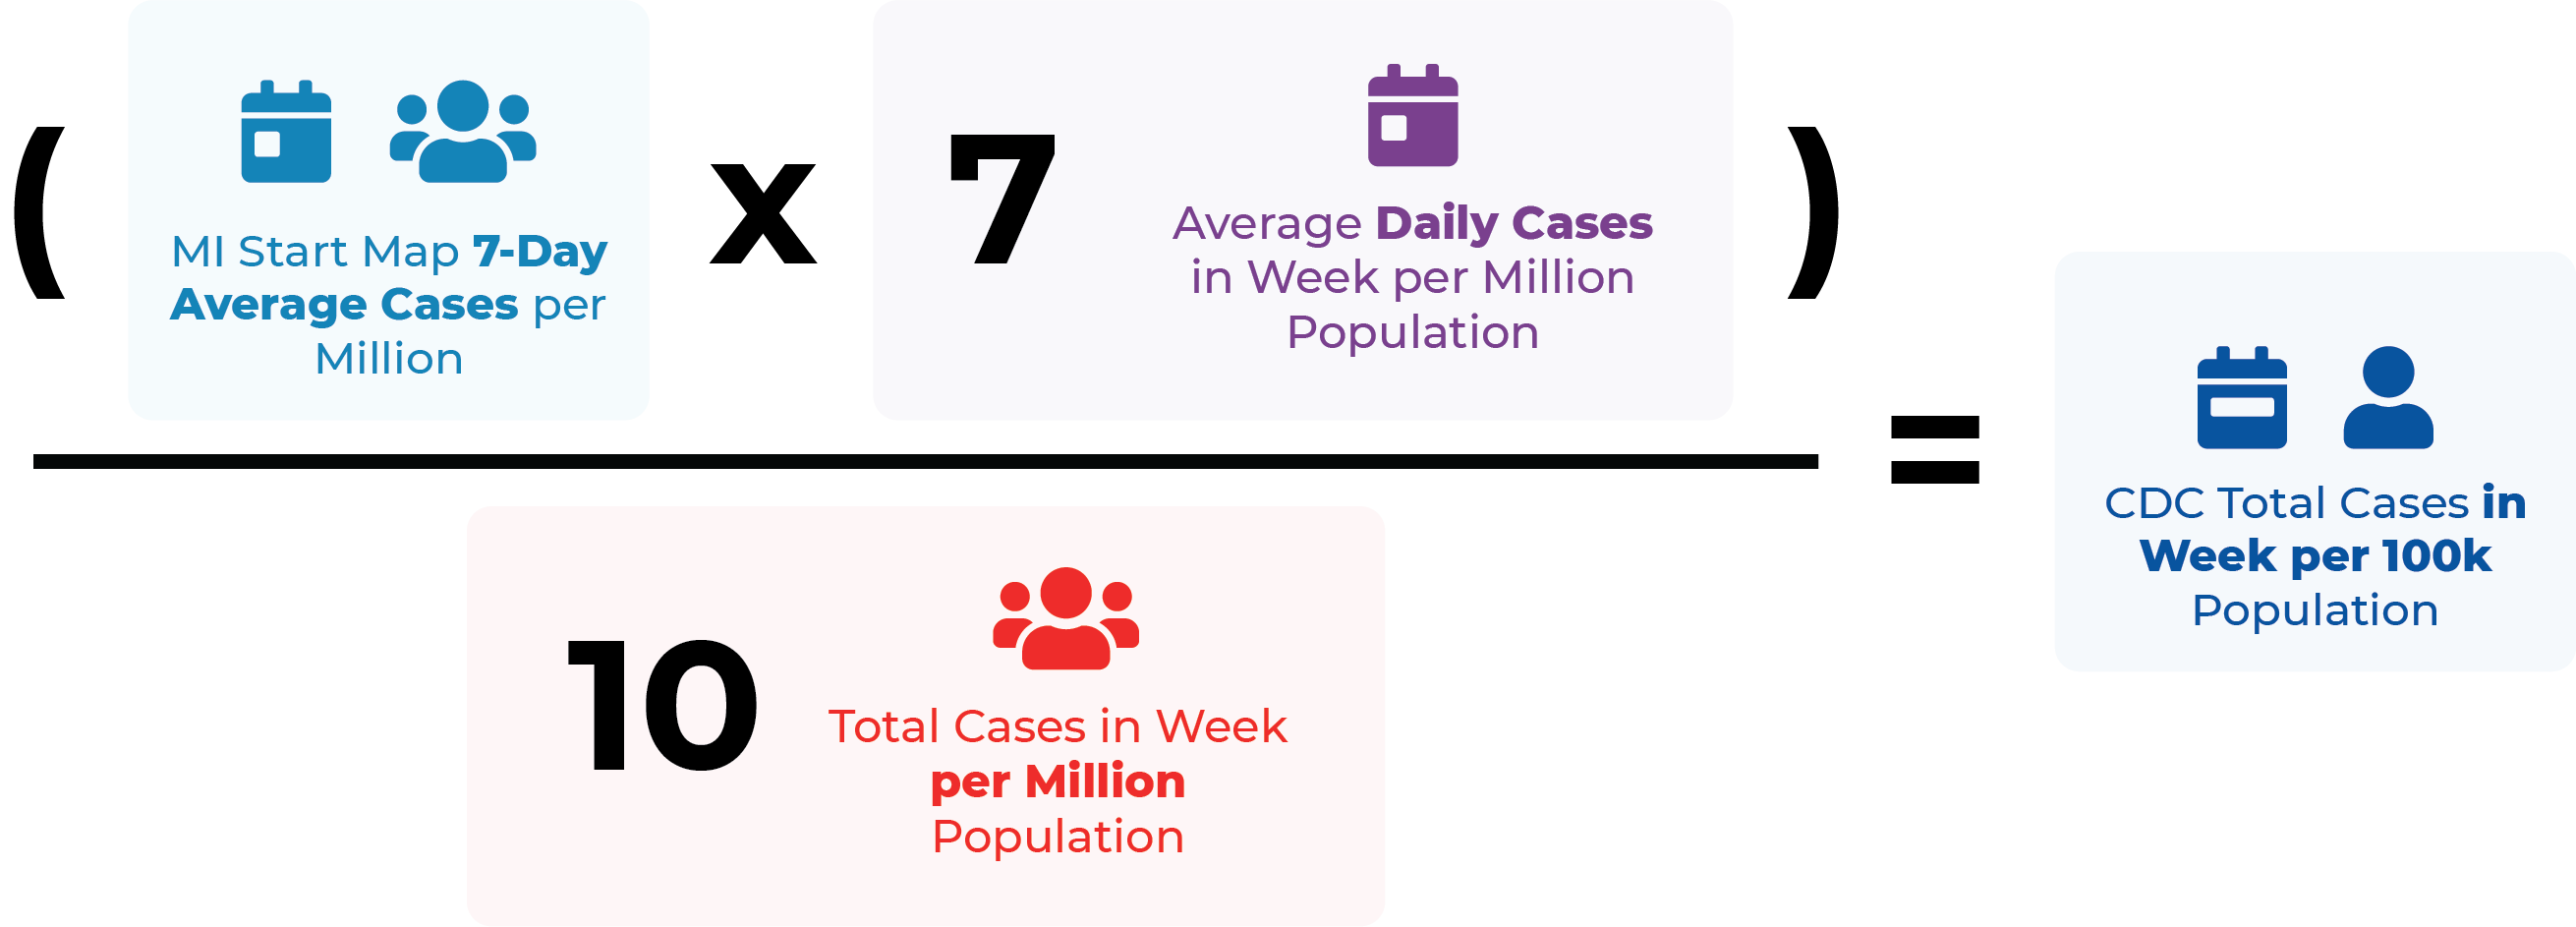 (
MI Start Map 7-Day
Average Cases per
Million
x
7
Average Daily Cases
in Week per Million
Population
)
10
Total Cases in Week
per Million
Population
=
CDC Total Cases in
Week per 100k
Population